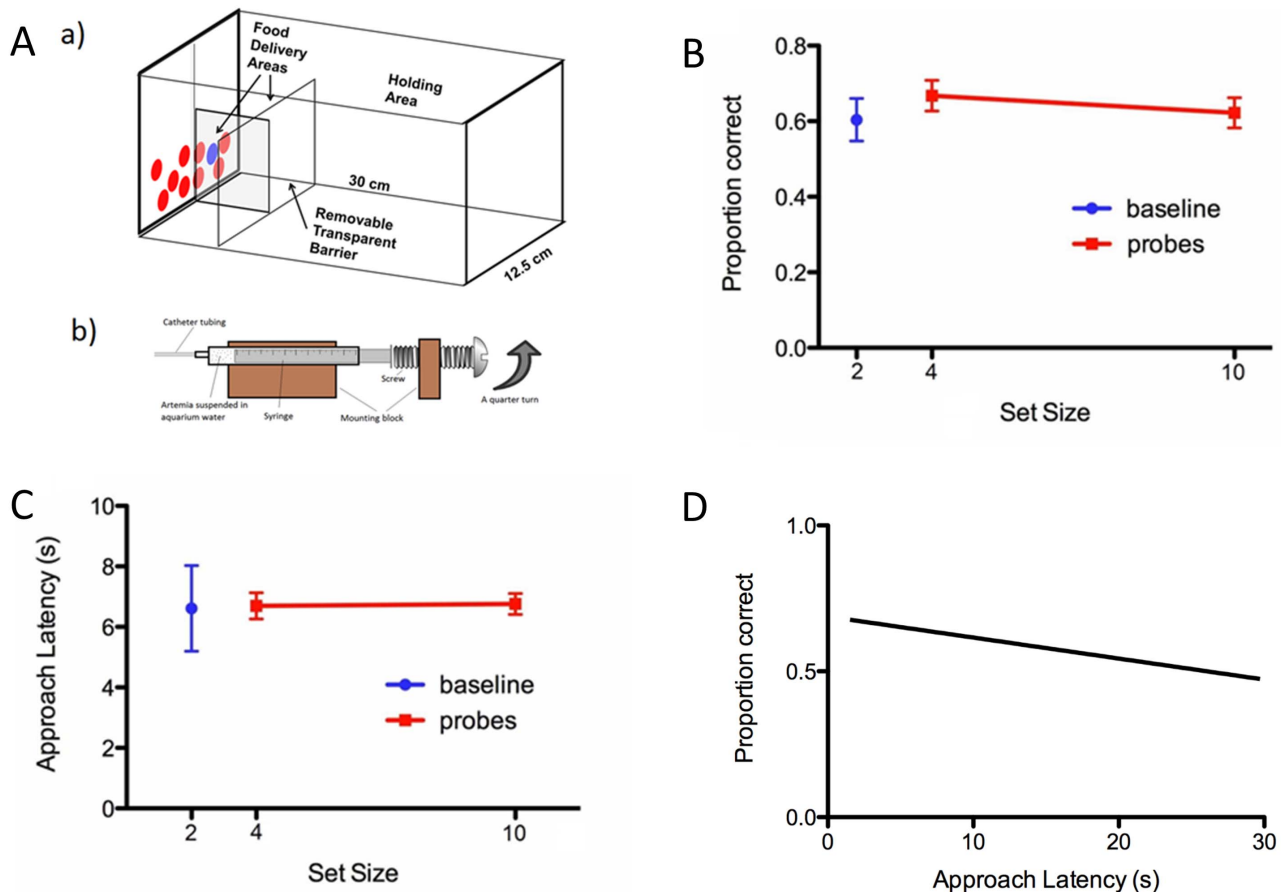 A
a)
Food
Delivery
Areas
Holding
Area
30 cm
Removable
Transparent
Barrier
12.5 cm
b)
Catheter tubing
Screw
Artemia suspended in
aquarium water
Syringe
Mounting block
A quarter turn
B
Proportion correct
0.8
0.6
0.4
0.2
0.0
baseline
probes
2
4
10
Set Size
C
Approach Latency (s)
10
8
6
4
2
0
baseline
probes
2
4
10
Set Size
D
Proportion correct
1.0
0.5
0.0
0
10
20
30
Approach Latency (s)